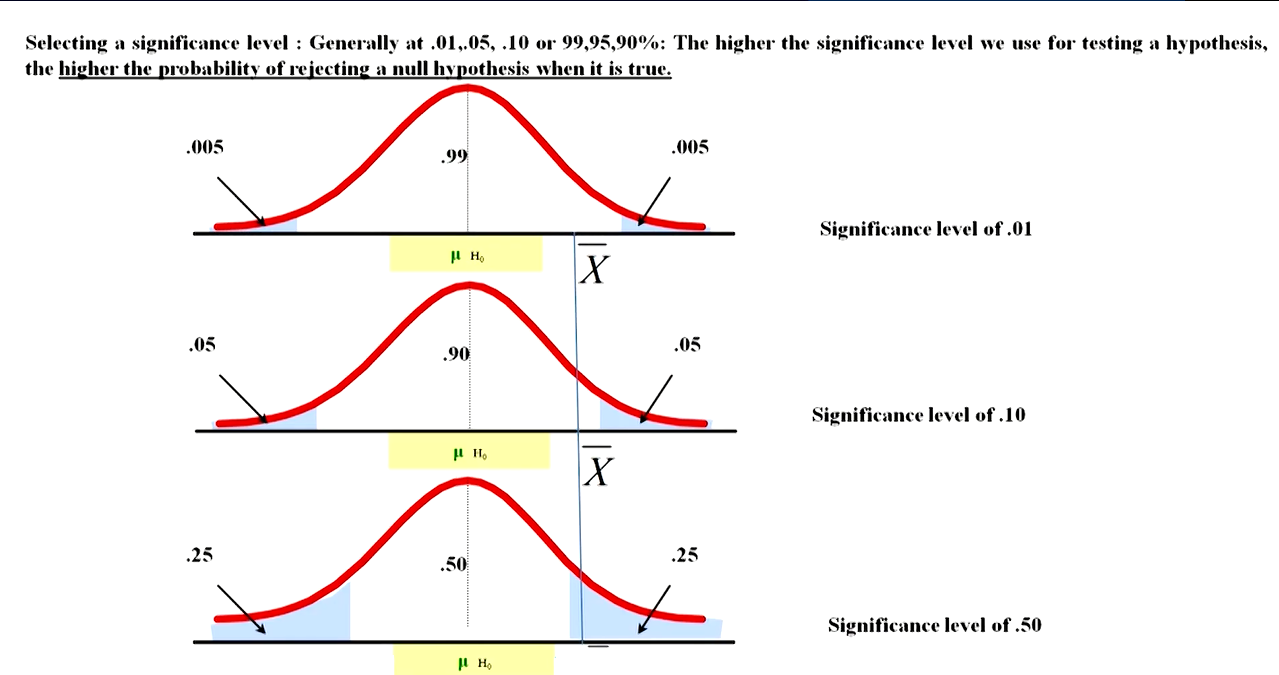 Selecting a significance level : Generally at .01,.05, .10 or 99,95,90%: The higher the significance level we use for testing a hypothesis,
the higher the probability of rejecting a null hypothesis when it is true.
.005 .99 .005
Significance level of .01
μ H₀
X̅
.05 .90 .05
Significance level of .10
μ H₀
X̅
.25 .50 .25
Significance level of .50
μ H₀